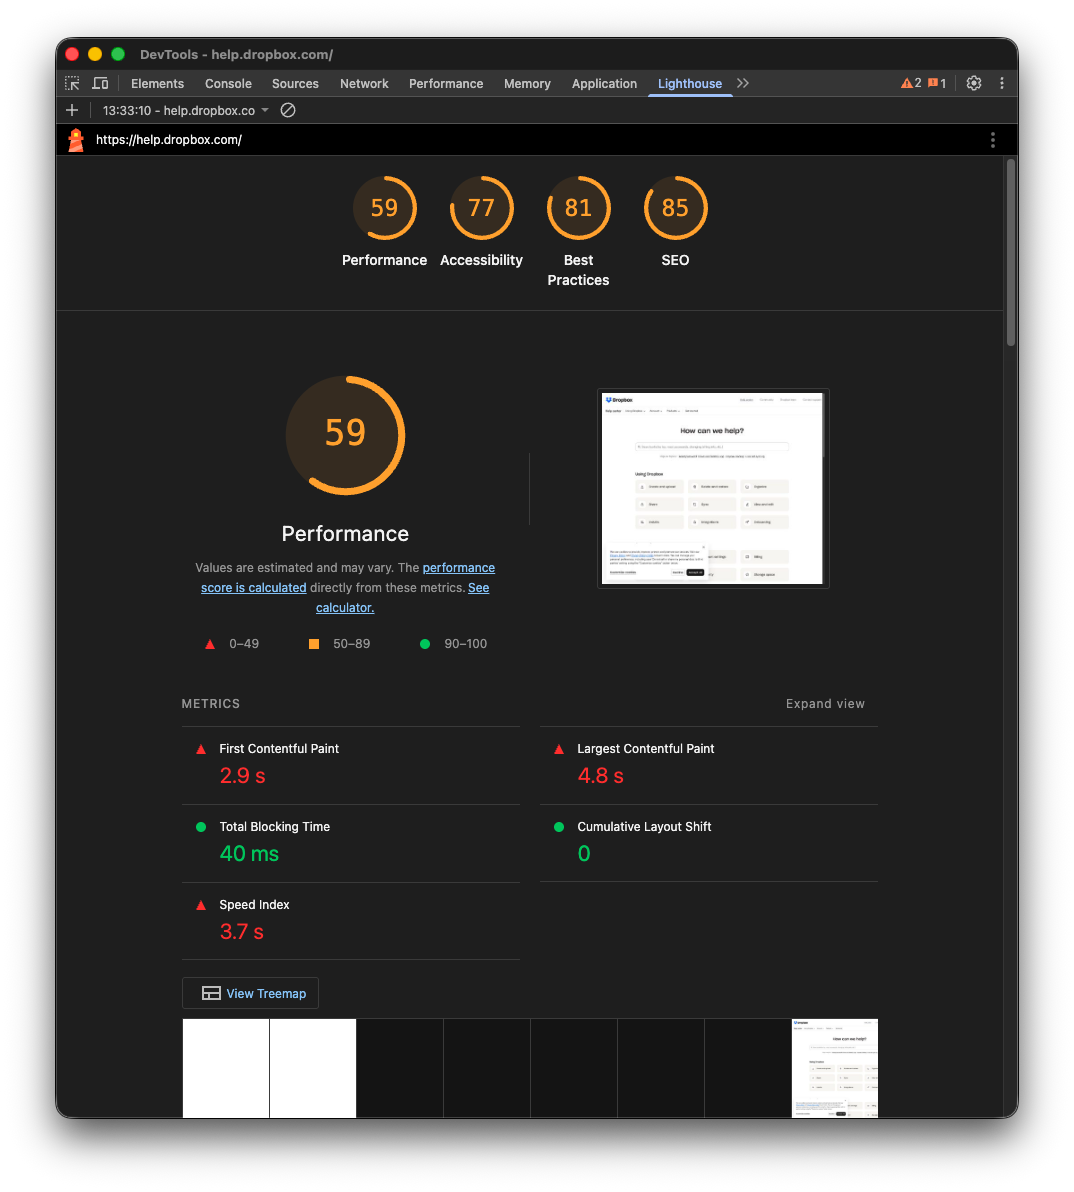 DevTools - help.dropbox.com/
Elements Console Sources Network Performance Memory Application Lighthouse 2 1
13:33:10 - help.dropbox.co
https://help.dropbox.com/
59 77 81 85
Performance Accessibility Best Practices SEO
59
Performance
Values are estimated and may vary. The performance
score is calculated directly from these metrics. See
calculator.
0–49 50–89 90–100
Dropbox
How can we help?
Using Dropbox
METRICS Expand view
First Contentful Paint
2.9 s
Largest Contentful Paint
4.8 s
Total Blocking Time
40 ms
Cumulative Layout Shift
0
Speed Index
3.7 s
View Treemap
How can we help?